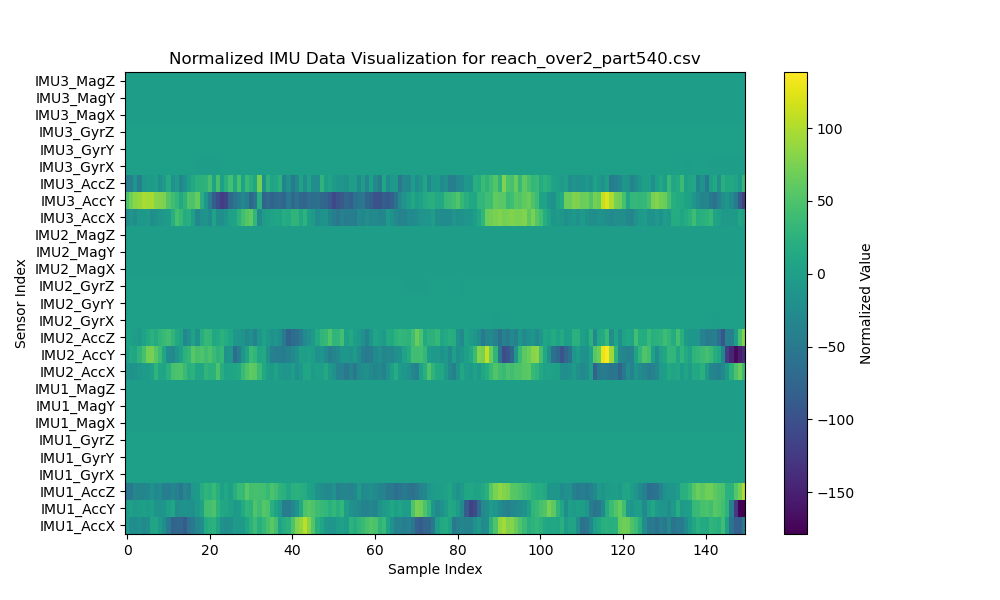 Normalized IMU Data Visualization for reach_over2_part540.csv
IMU3_MagZ
IMU3_MagY
IMU3_MagX
IMU3_GyrZ
IMU3_GyrY
IMU3_GyrX
IMU3_AccZ
IMU3_AccY
IMU3_AccX
IMU2_MagZ
IMU2_MagY
IMU2_MagX
IMU2_GyrZ
IMU2_GyrY
IMU2_GyrX
IMU2_AccZ
IMU2_AccY
IMU2_AccX
IMU1_MagZ
IMU1_MagY
IMU1_MagX
IMU1_GyrZ
IMU1_GyrY
IMU1_GyrX
IMU1_AccZ
IMU1_AccY
IMU1_AccX
Sensor Index
0 20 40 60 80 100 120 140
Sample Index
100
50
0
−50
−100
−150
Normalized Value